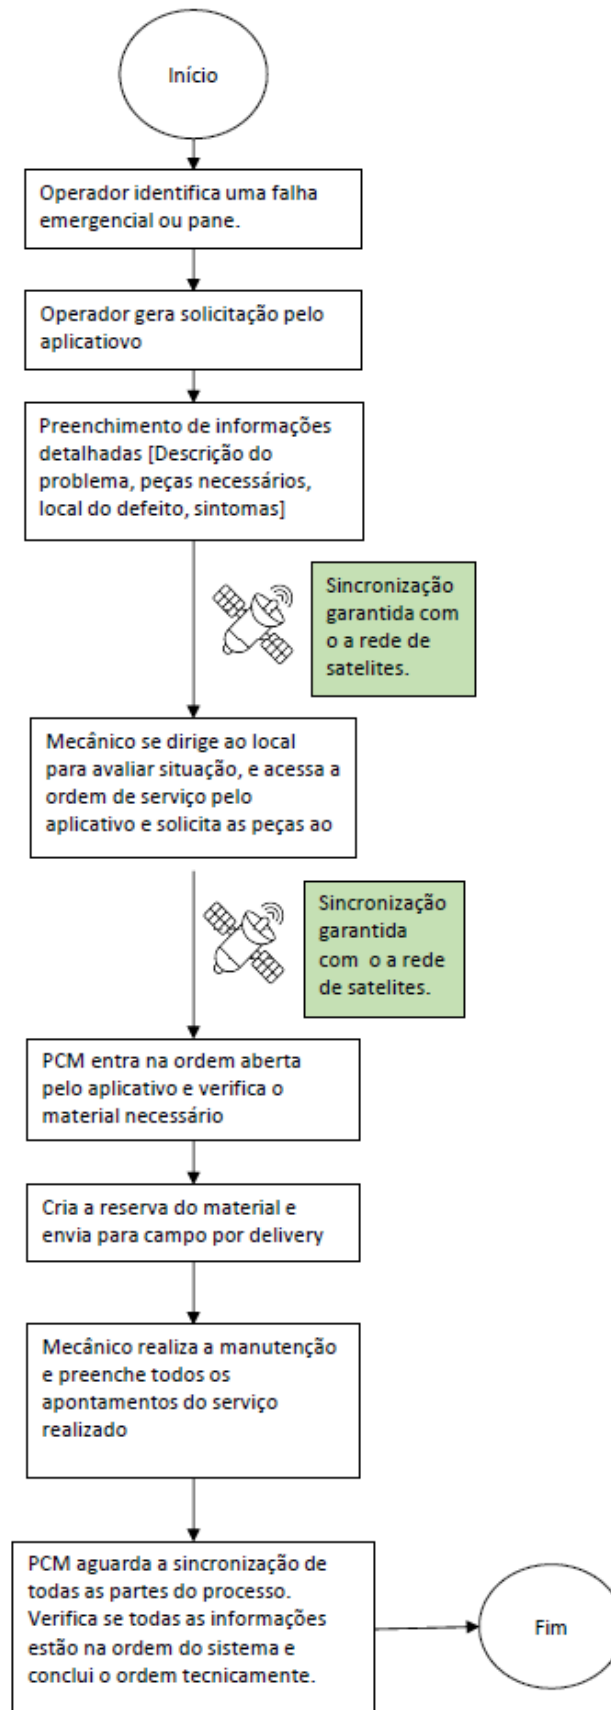 Início
Operador identifica uma falha
emergencial ou pane.
Operador gera solicitação pelo
aplicatiovo
Preenchimento de informações
detalhadas [Descrição do
problema, peças necessários,
local do defeito, sintomas]
Sincronização
garantida com
o a rede de
satelites.
Mecânico se dirige ao local
para avaliar situação, e acessa a
ordem de serviço pelo
aplicativo e solicita as peças ao
Sincronização
garantida
com o a rede
de satelites.
PCM entra na ordem aberta
pelo aplicativo e verifica o
material necessário
Cria a reserva do material e
envia para campo por delivery
Mecânico realiza a manutenção
e preenche todos os
apontamentos do serviço
realizado
PCM aguarda a sincronização de
todas as partes do processo.
Verifica se todas as informações
estão na ordem do sistema e
conclui o ordem tecnicamente.
Fim